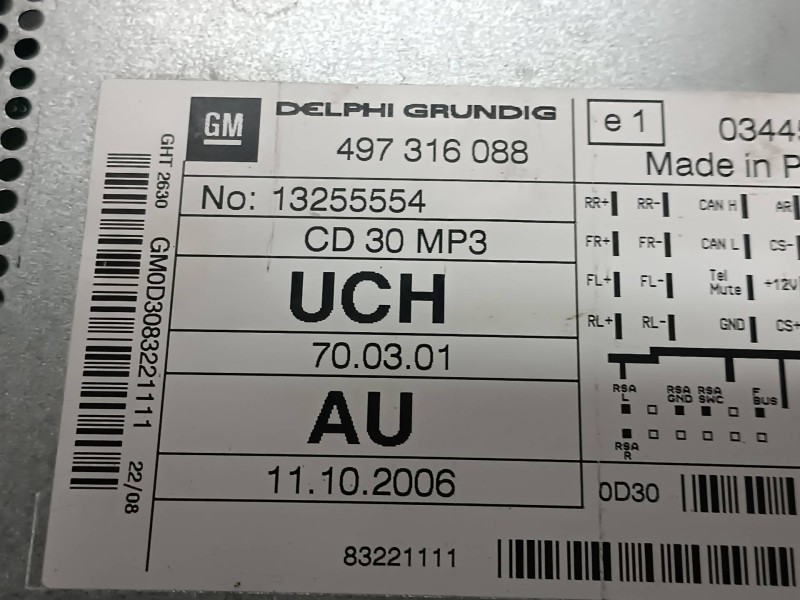 GM
DELPHI GRUNDIG
497 316 088
No: 13255554
CD 30 MP3
UCH
70.03.01
AU
11.10.2006
83221111
GHT 2630
GM0D3083221111
22/08
e 1
03445
Made in P
RR+ RR- CAN H AR
FR+ FR- CAN L CS-
FL+ FL- Tel Mute +12V
RL+ RL- GND CS+
RSA L RSA GND RSA SWC F BUS
RSA R
0D30